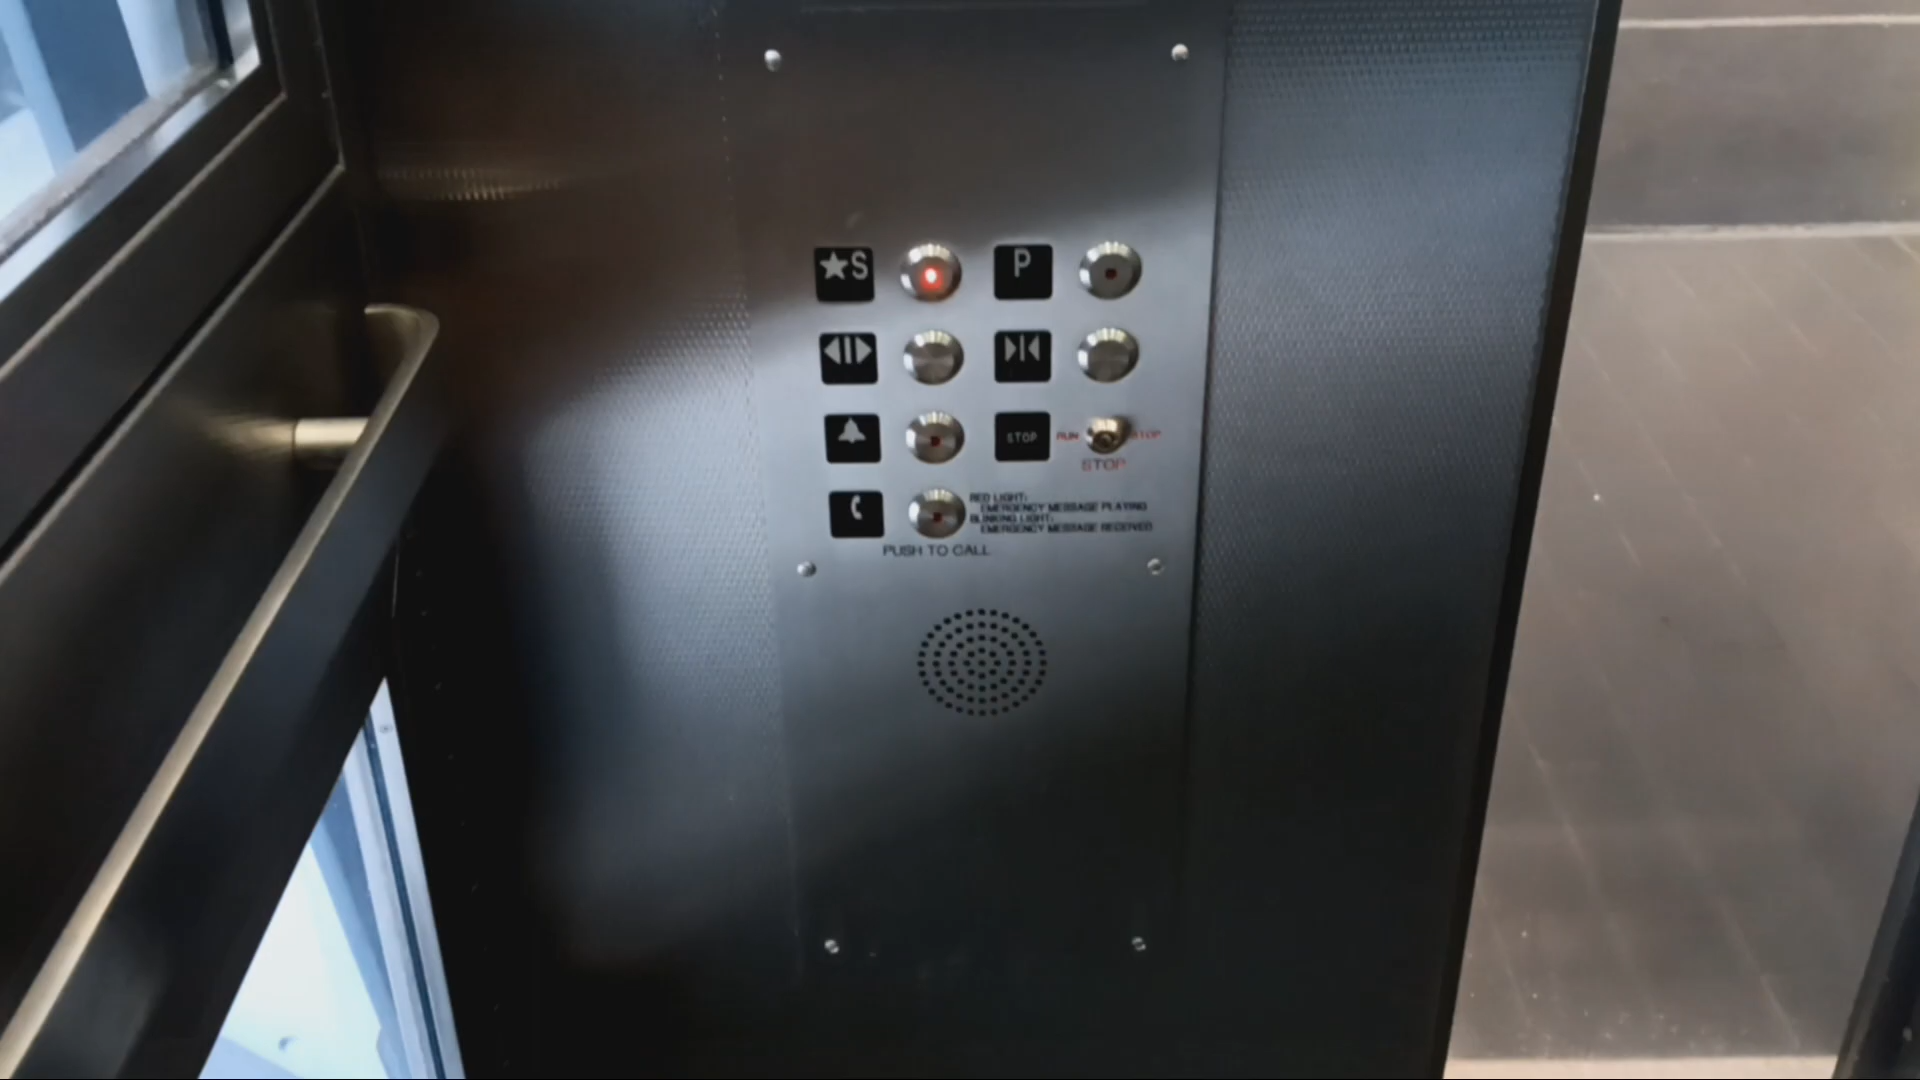 ★S
P
STOP
RUN STOP
STOP
RED LIGHT:
EMERGENCY MESSAGE PLAYING
BLINKING LIGHT:
EMERGENCY MESSAGE RECEIVED
PUSH TO CALL